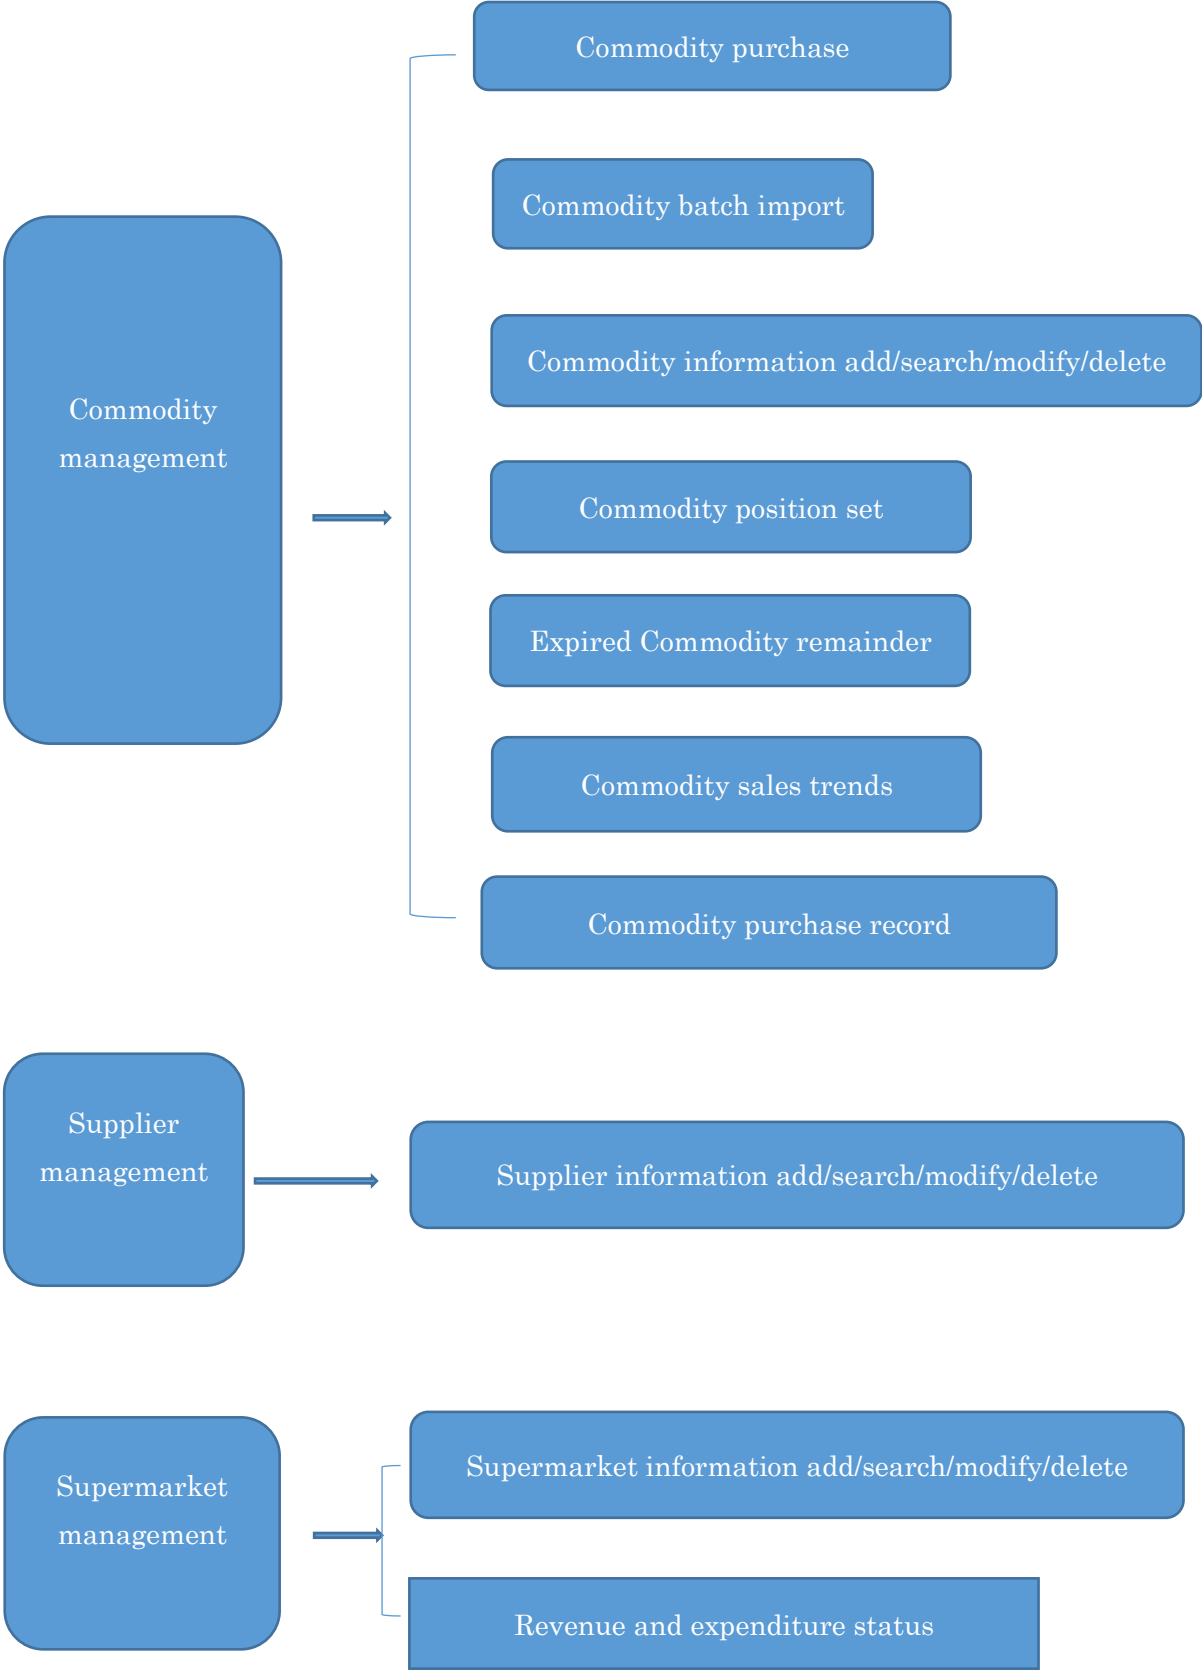 Commodity purchase
Commodity batch import
Commodity information add/search/modify/delete
Commodity
management
Commodity position set
Expired Commodity remainder
Commodity sales trends
Commodity purchase record
Supplier
management
Supplier information add/search/modify/delete
Supermarket
management
Supermarket information add/search/modify/delete
Revenue and expenditure status